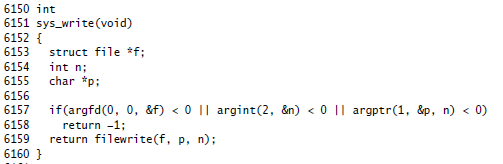 6150 int
6151 sys_write(void)
6152 {
6153   struct file *f;
6154   int n;
6155   char *p;
6156
6157   if(argfd(0, 0, &f) < 0 || argint(2, &n) < 0 || argptr(1, &p, n) < 0)
6158     return −1;
6159   return filewrite(f, p, n);
6160 }